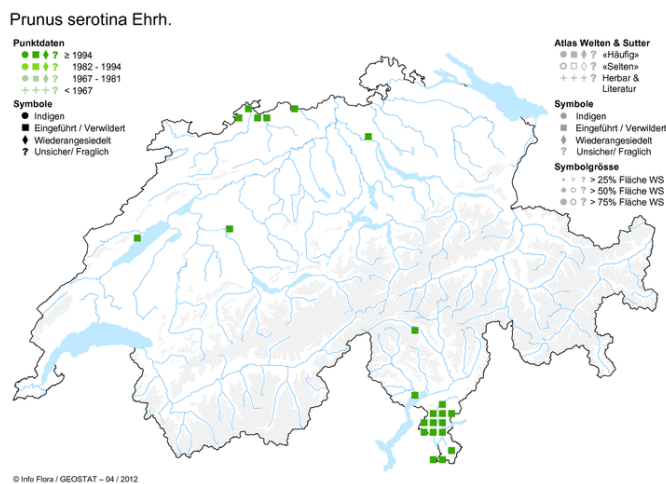 Prunus serotina Ehrh.
Punktdaten
? ≥ 1994
? 1982 - 1994
? 1967 - 1981
< 1967
Symbole
Indigen
Eingeführt / Verwildert
Wiederangesiedelt
? Unsicher/ Fraglich
Atlas Welten & Sutter
? «Häufig»
? «Selten»
? Herbar &
Literatur
Symbole
Indigen
Eingeführt / Verwildert
Wiederangesiedelt
? Unsicher/ Fraglich
Symbolgrösse
? > 25% Fläche WS
? > 50% Fläche WS
? > 75% Fläche WS
© Info Flora / GEOSTAT – 04 / 2012